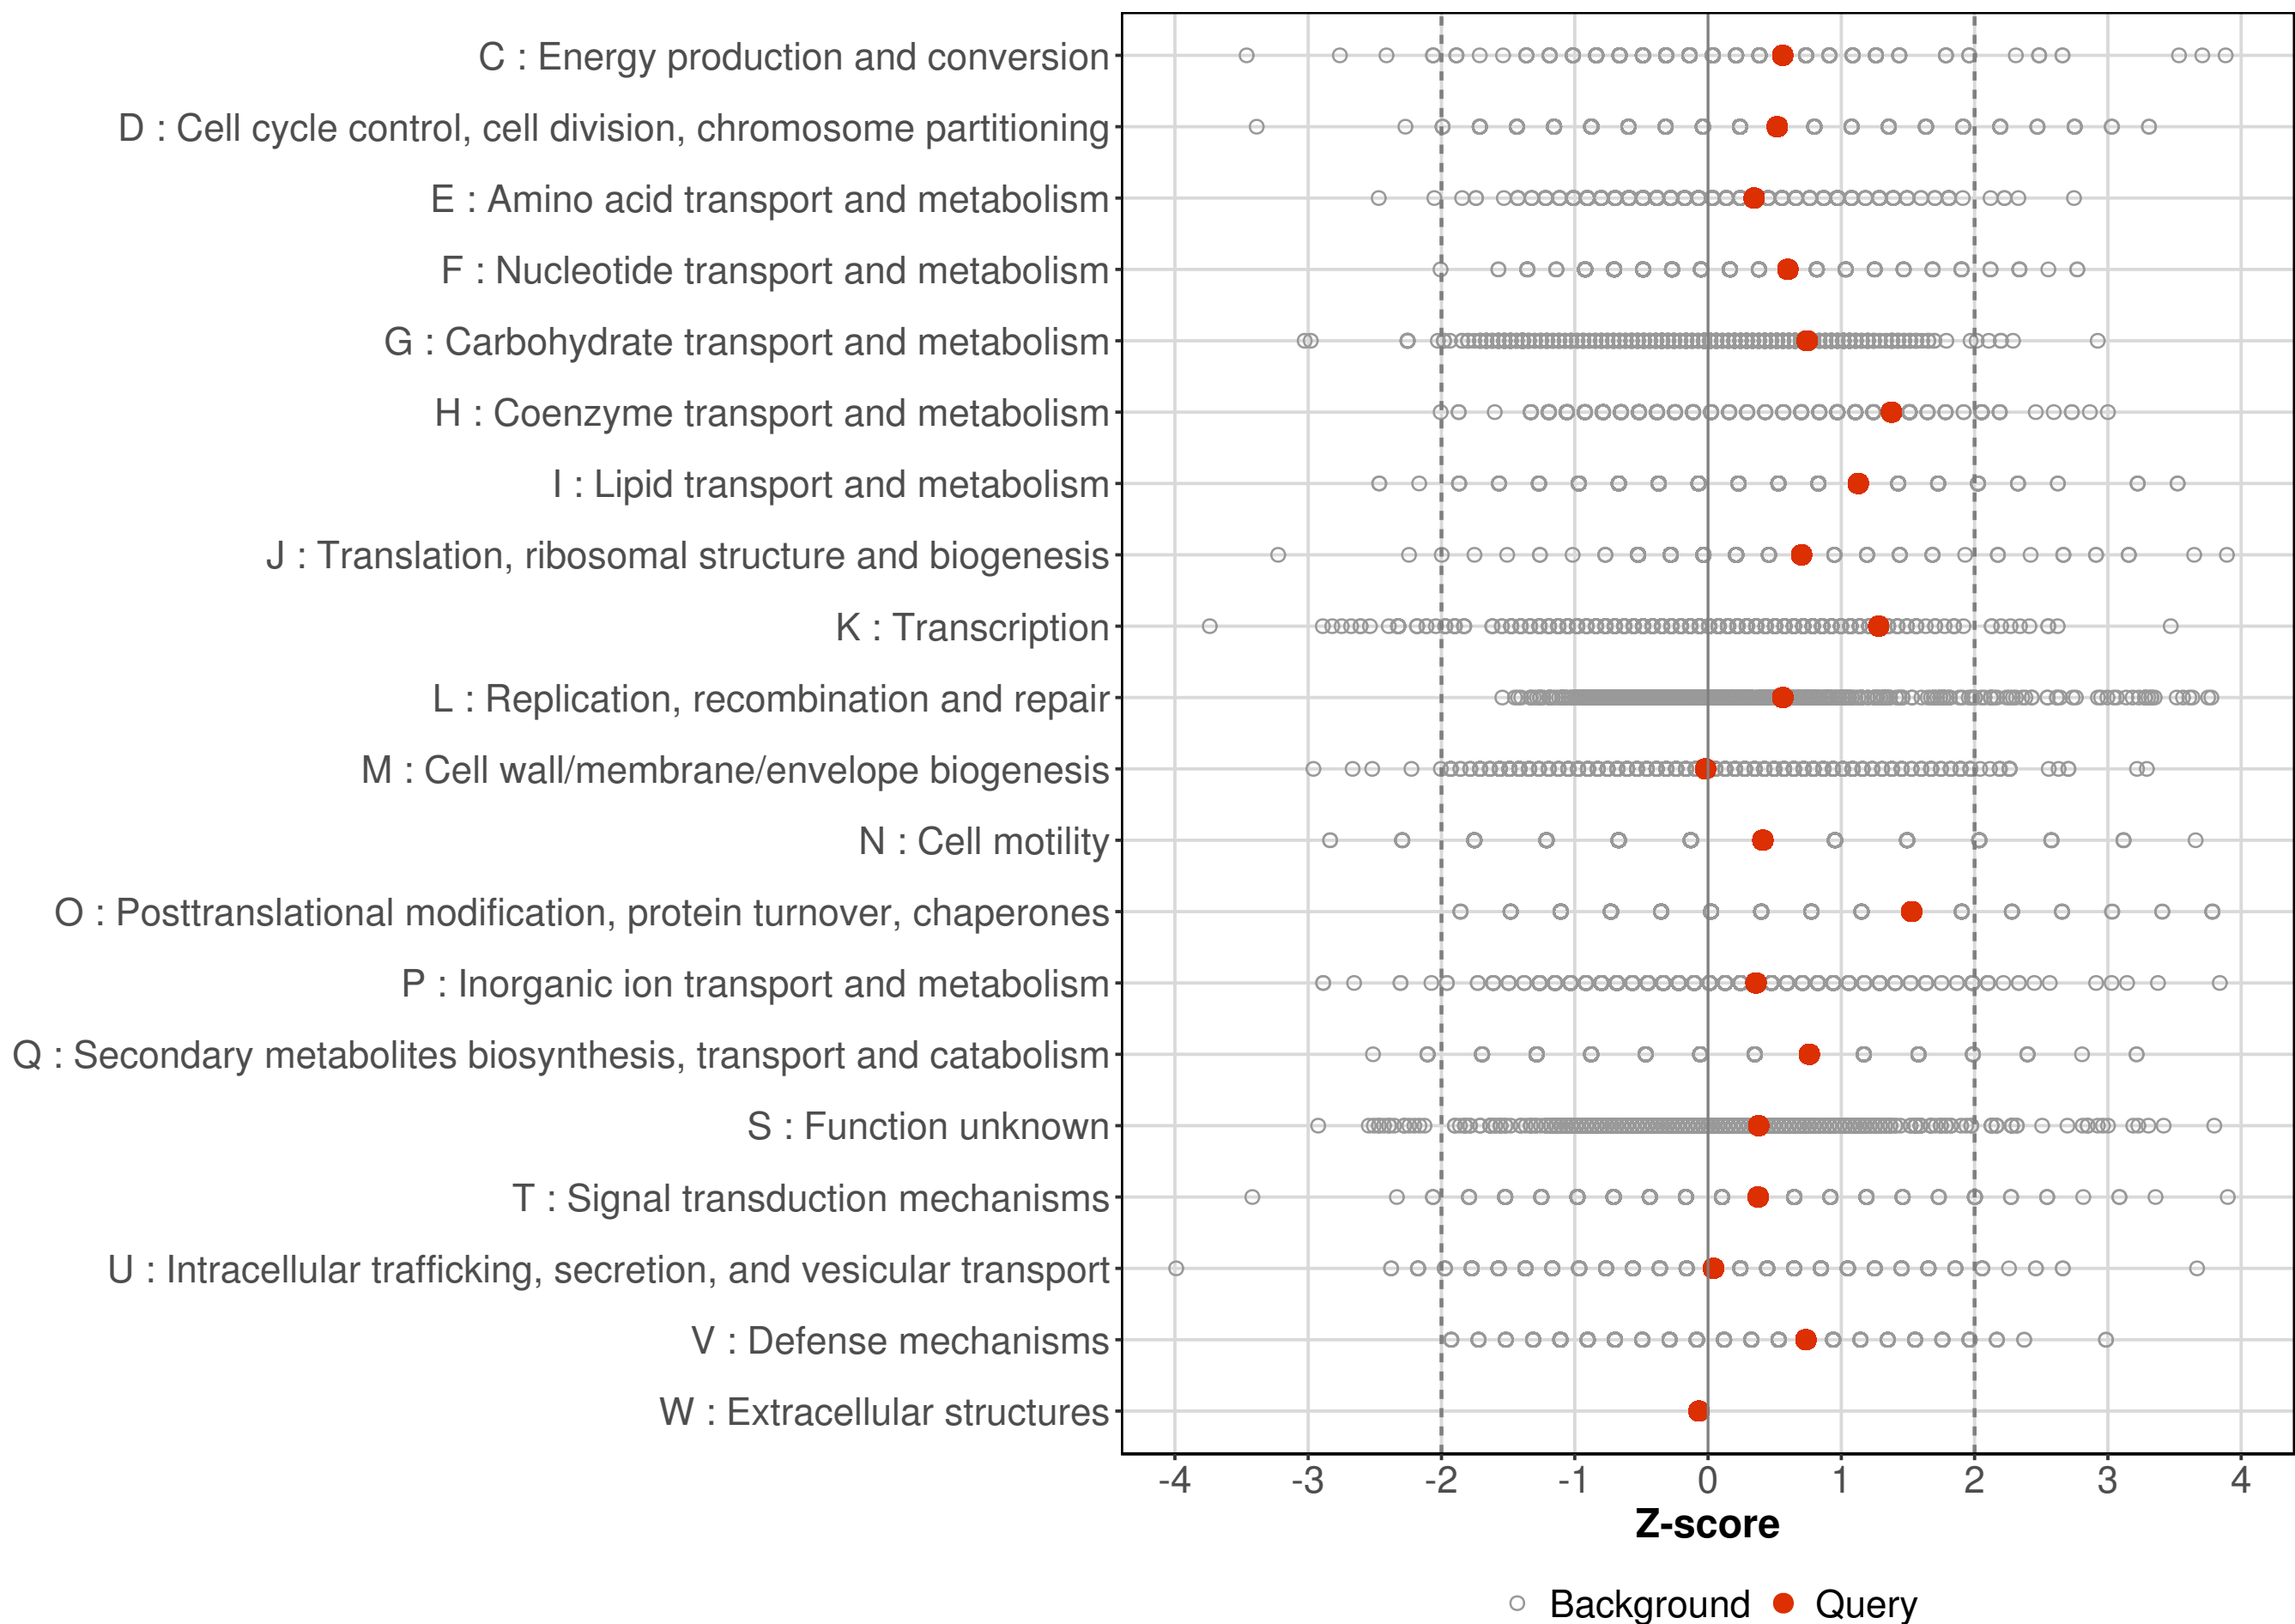 C : Energy production and conversion
D : Cell cycle control, cell division, chromosome partitioning
E : Amino acid transport and metabolism
F : Nucleotide transport and metabolism
G : Carbohydrate transport and metabolism
H : Coenzyme transport and metabolism
I : Lipid transport and metabolism
J : Translation, ribosomal structure and biogenesis
K : Transcription
L : Replication, recombination and repair
M : Cell wall/membrane/envelope biogenesis
N : Cell motility
O : Posttranslational modification, protein turnover, chaperones
P : Inorganic ion transport and metabolism
Q : Secondary metabolites biosynthesis, transport and catabolism
S : Function unknown
T : Signal transduction mechanisms
U : Intracellular trafficking, secretion, and vesicular transport
V : Defense mechanisms
W : Extracellular structures
-4 -3 -2 -1 0 1 2 3 4
Z-score
Background Query